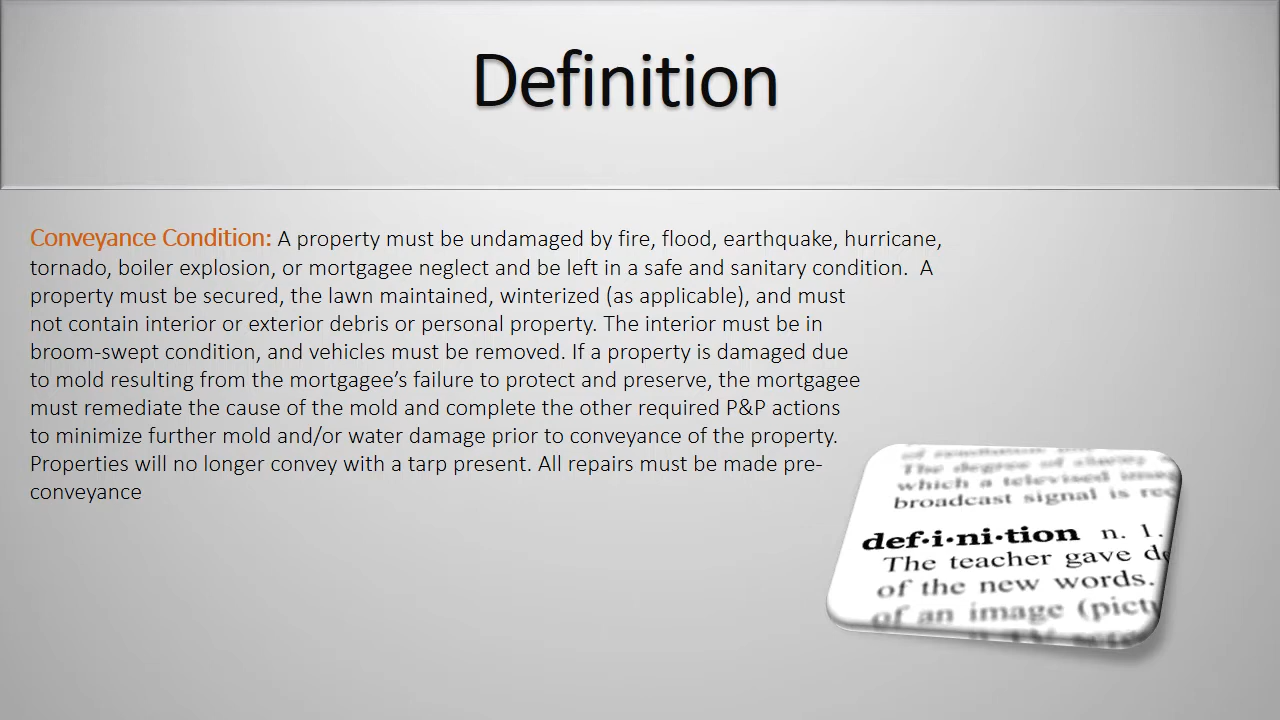 Definition
Conveyance Condition: A property must be undamaged by fire, flood, earthquake, hurricane,
tornado, boiler explosion, or mortgagee neglect and be left in a safe and sanitary condition.  A
property must be secured, the lawn maintained, winterized (as applicable), and must
not contain interior or exterior debris or personal property. The interior must be in
broom-swept condition, and vehicles must be removed. If a property is damaged due
to mold resulting from the mortgagee’s failure to protect and preserve, the mortgagee
must remediate the cause of the mold and complete the other required P&P actions
to minimize further mold and/or water damage prior to conveyance of the property.
Properties will no longer convey with a tarp present. All repairs must be made pre-
conveyance
The degree of
which a televised
broadcast signal is
def·i·ni·tion n. 1.
The teacher gave
of the new words.
of an image